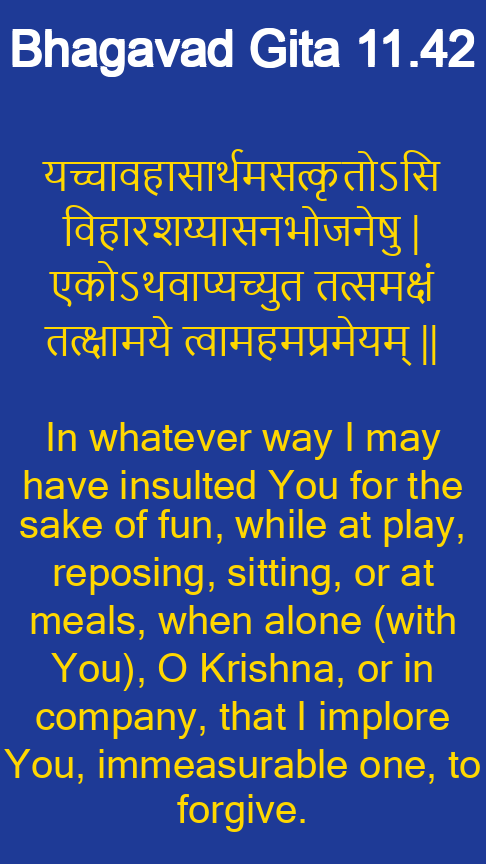 Bhagavad Gita 11.42
यच्चावहासार्थमसत्कृतोऽसि
विहारशय्यासनभोजनेषु |
एकोऽथवाप्यच्युत तत्समक्षं
तत्क्षामये त्वामहमप्रमेयम् ||
In whatever way I may
have insulted You for the
sake of fun, while at play,
reposing, sitting, or at
meals, when alone (with
You), O Krishna, or in
company, that I implore
You, immeasurable one, to
forgive.